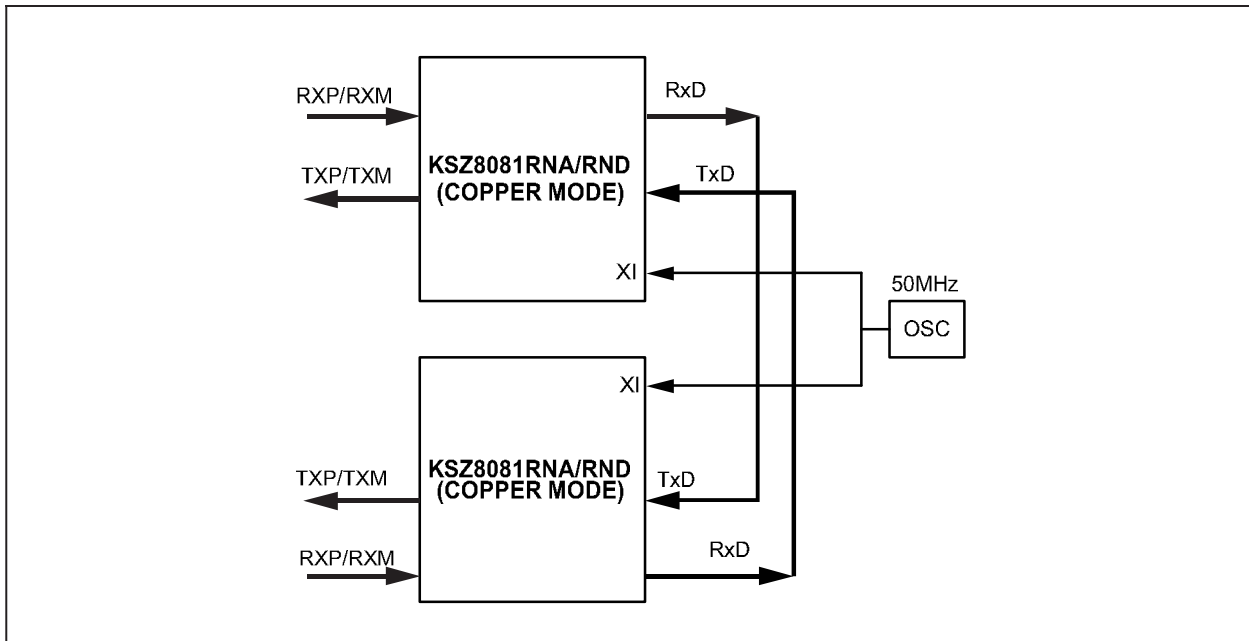 RXP/RXM
RxD
KSZ8081RNA/RND
(COPPER MODE)
TXP/TXM
TxD
XI
50MHz
OSC
XI
KSZ8081RNA/RND
(COPPER MODE)
TXP/TXM
TxD
RXP/RXM
RxD